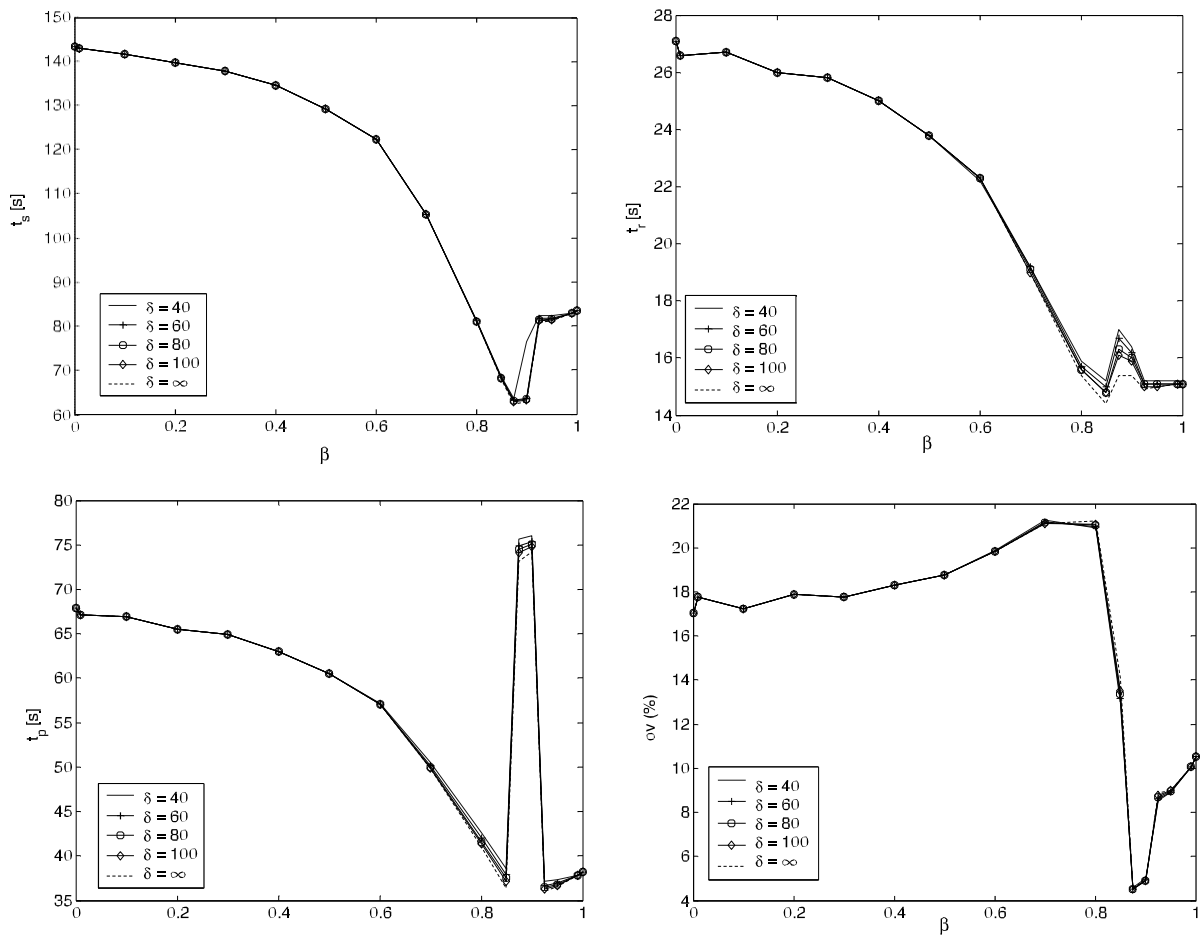 150
140
130
120
110
100
90
80
70
60
t_s [s]
δ = 40
δ = 60
δ = 80
δ = 100
δ = ∞
0 0.2 0.4 0.6 0.8 1
β
28
26
24
22
20
18
16
14
t_r [s]
δ = 40
δ = 60
δ = 80
δ = 100
δ = ∞
0 0.2 0.4 0.6 0.8 1
β
80
75
70
65
60
55
50
45
40
35
t_p [s]
δ = 40
δ = 60
δ = 80
δ = 100
δ = ∞
0 0.2 0.4 0.6 0.8 1
22
20
18
16
14
12
10
8
6
4
ov (%)
δ = 40
δ = 60
δ = 80
δ = 100
δ = ∞
0 0.2 0.4 0.6 0.8 1
β